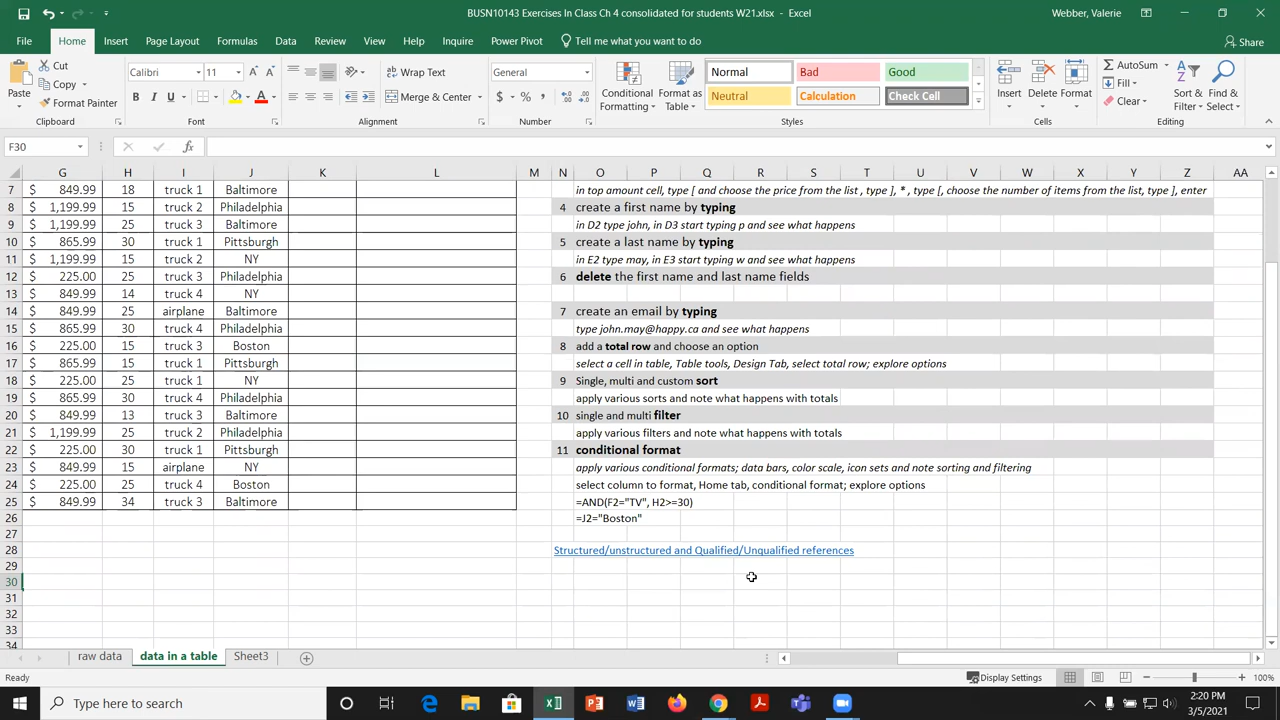 BUSN10143 Exercises In Class Ch 4 consolidated for students W21.xlsx - Excel
Webber, Valerie
File Home Insert Page Layout Formulas Data Review View Help Inquire Power Pivot Tell me what you want to do Share
Paste Cut Copy Format Painter Clipboard
Calibri 11 B I U A Font
Wrap Text Merge & Center Alignment
General $ % , Number
Conditional Formatting Format as Table Normal Bad Good Neutral Calculation Check Cell Styles
Insert Delete Format Cells
AutoSum Fill Clear Sort & Filter Find & Select Editing
F30 fx
G H I J K L M N O P Q R S T U V W X Y Z AA
7 $ 849.99 18 truck 1 Baltimore in top amount cell, type [ and choose the price from the list , type ], * , type [, choose the number of items from the list, type ], enter
8 $ 1,199.99 15 truck 2 Philadelphia 4 create a first name by typing
9 $ 1,199.99 25 truck 3 Baltimore in D2 type john, in D3 start typing p and see what happens
10 $ 865.99 30 truck 1 Pittsburgh 5 create a last name by typing
11 $ 1,199.99 15 truck 2 NY in E2 type may, in E3 start typing w and see what happens
12 $ 225.00 25 truck 3 Philadelphia 6 delete the first name and last name fields
13 $ 849.99 14 truck 4 NY
14 $ 849.99 25 airplane Baltimore 7 create an email by typing
15 $ 865.99 30 truck 4 Philadelphia type john.may@happy.ca and see what happens
16 $ 225.00 15 truck 3 Boston 8 add a total row and choose an option
17 $ 865.99 15 truck 1 Pittsburgh select a cell in table, Table tools, Design Tab, select total row; explore options
18 $ 225.00 25 truck 1 NY 9 Single, multi and custom sort
19 $ 865.99 30 truck 4 Philadelphia apply various sorts and note what happens with totals
20 $ 849.99 13 truck 3 Baltimore 10 single and multi filter
21 $ 1,199.99 25 truck 2 Philadelphia apply various filters and note what happens with totals
22 $ 225.00 30 truck 1 Pittsburgh 11 conditional format
23 $ 849.99 15 airplane NY apply various conditional formats; data bars, color scale, icon sets and note sorting and filtering
24 $ 225.00 25 truck 4 Boston select column to format, Home tab, conditional format; explore options
25 $ 849.99 34 truck 3 Baltimore =AND(F2="TV", H2>=30)
26 =J2="Boston"
27
28 Structured/unstructured and Qualified/Unqualified references
29
30
31
32
33
34
raw data data in a table Sheet3
Ready Display Settings 100%
Type here to search 2:20 PM
3/5/2021